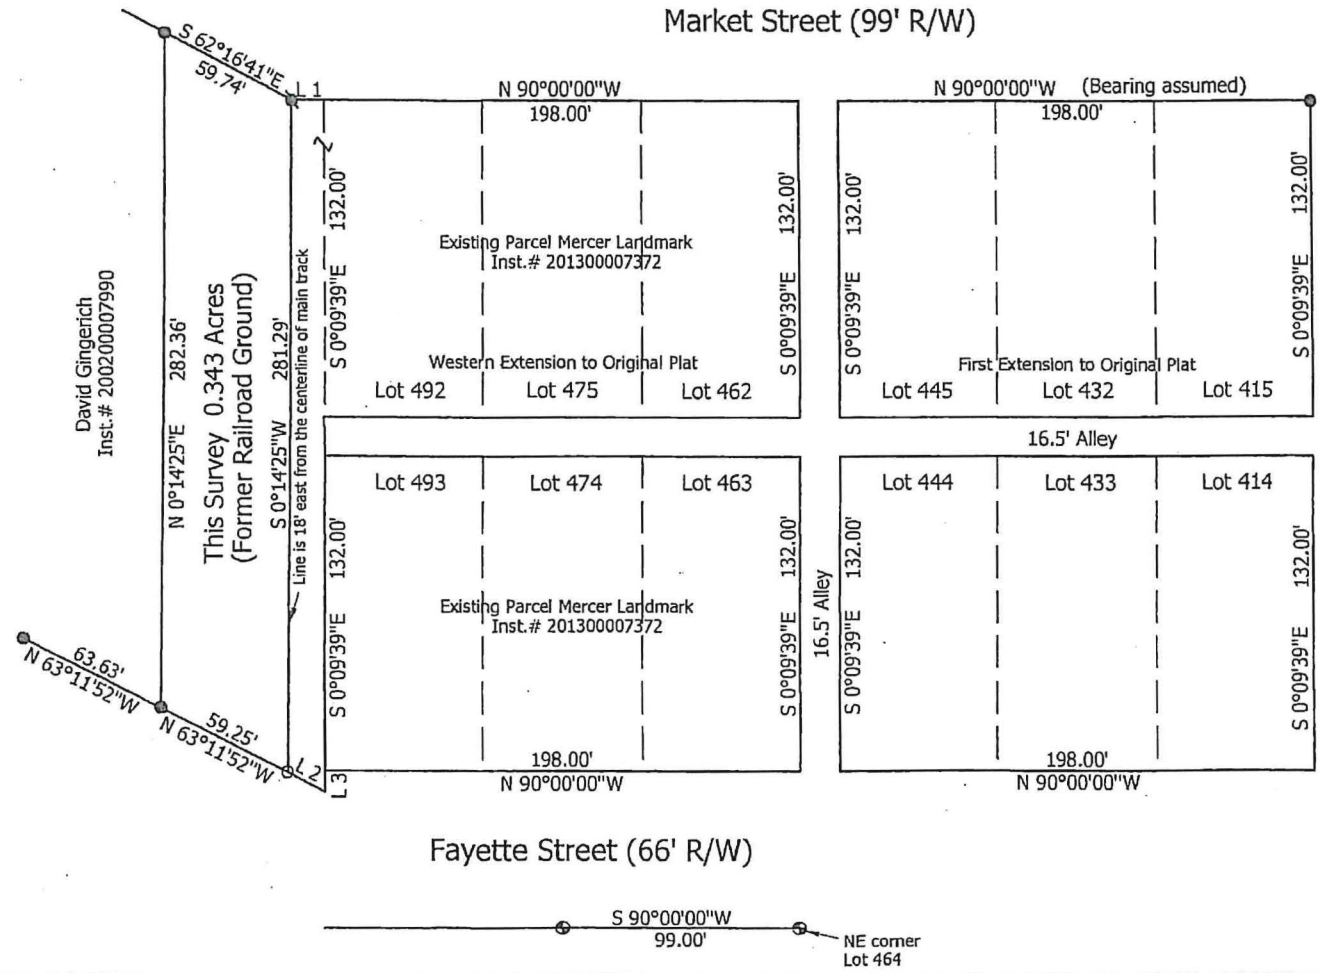 Market Street (99' R/W)
S 62°16'41"E
59.74'
L 1
N 90°00'00"W
198.00'
N 90°00'00"W (Bearing assumed)
198.00'
S 0°09'39"E 132.00'
S 0°09'39"E 132.00'
S 0°09'39"E 132.00'
S 0°09'39"E 132.00'
Existing Parcel Mercer Landmark
Inst.# 201300007372
David Gingerich
Inst.# 200200007990
N 0°14'25"E 282.36'
This Survey 0.343 Acres
(Former Railroad Ground)
S 0°14'25"W 281.29'
Line is 18' east from the centerline of main track
Western Extension to Original Plat
First Extension to Original Plat
Lot 492
Lot 475
Lot 462
Lot 445
Lot 432
Lot 415
16.5' Alley
Lot 493
Lot 474
Lot 463
Lot 444
Lot 433
Lot 414
S 0°09'39"E 132.00'
S 0°09'39"E 132.00'
16.5' Alley
S 0°09'39"E 132.00'
S 0°09'39"E 132.00'
Existing Parcel Mercer Landmark
Inst.# 201300007372
63.63'
N 63°11'52"W
59.25'
N 63°11'52"W
L 2
L 3
198.00'
N 90°00'00"W
198.00'
N 90°00'00"W
Fayette Street (66' R/W)
S 90°00'00"W
99.00'
NE corner
Lot 464